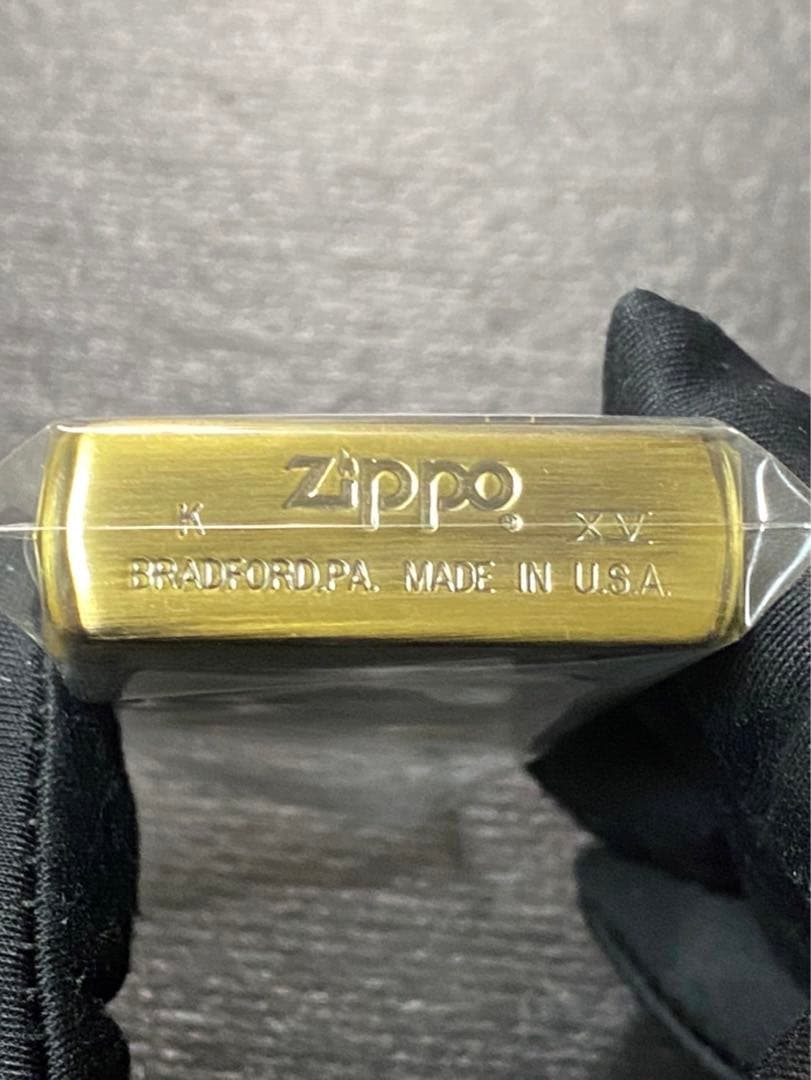 Zippo®
K XV
BRADFORD,PA. MADE IN U.S.A.